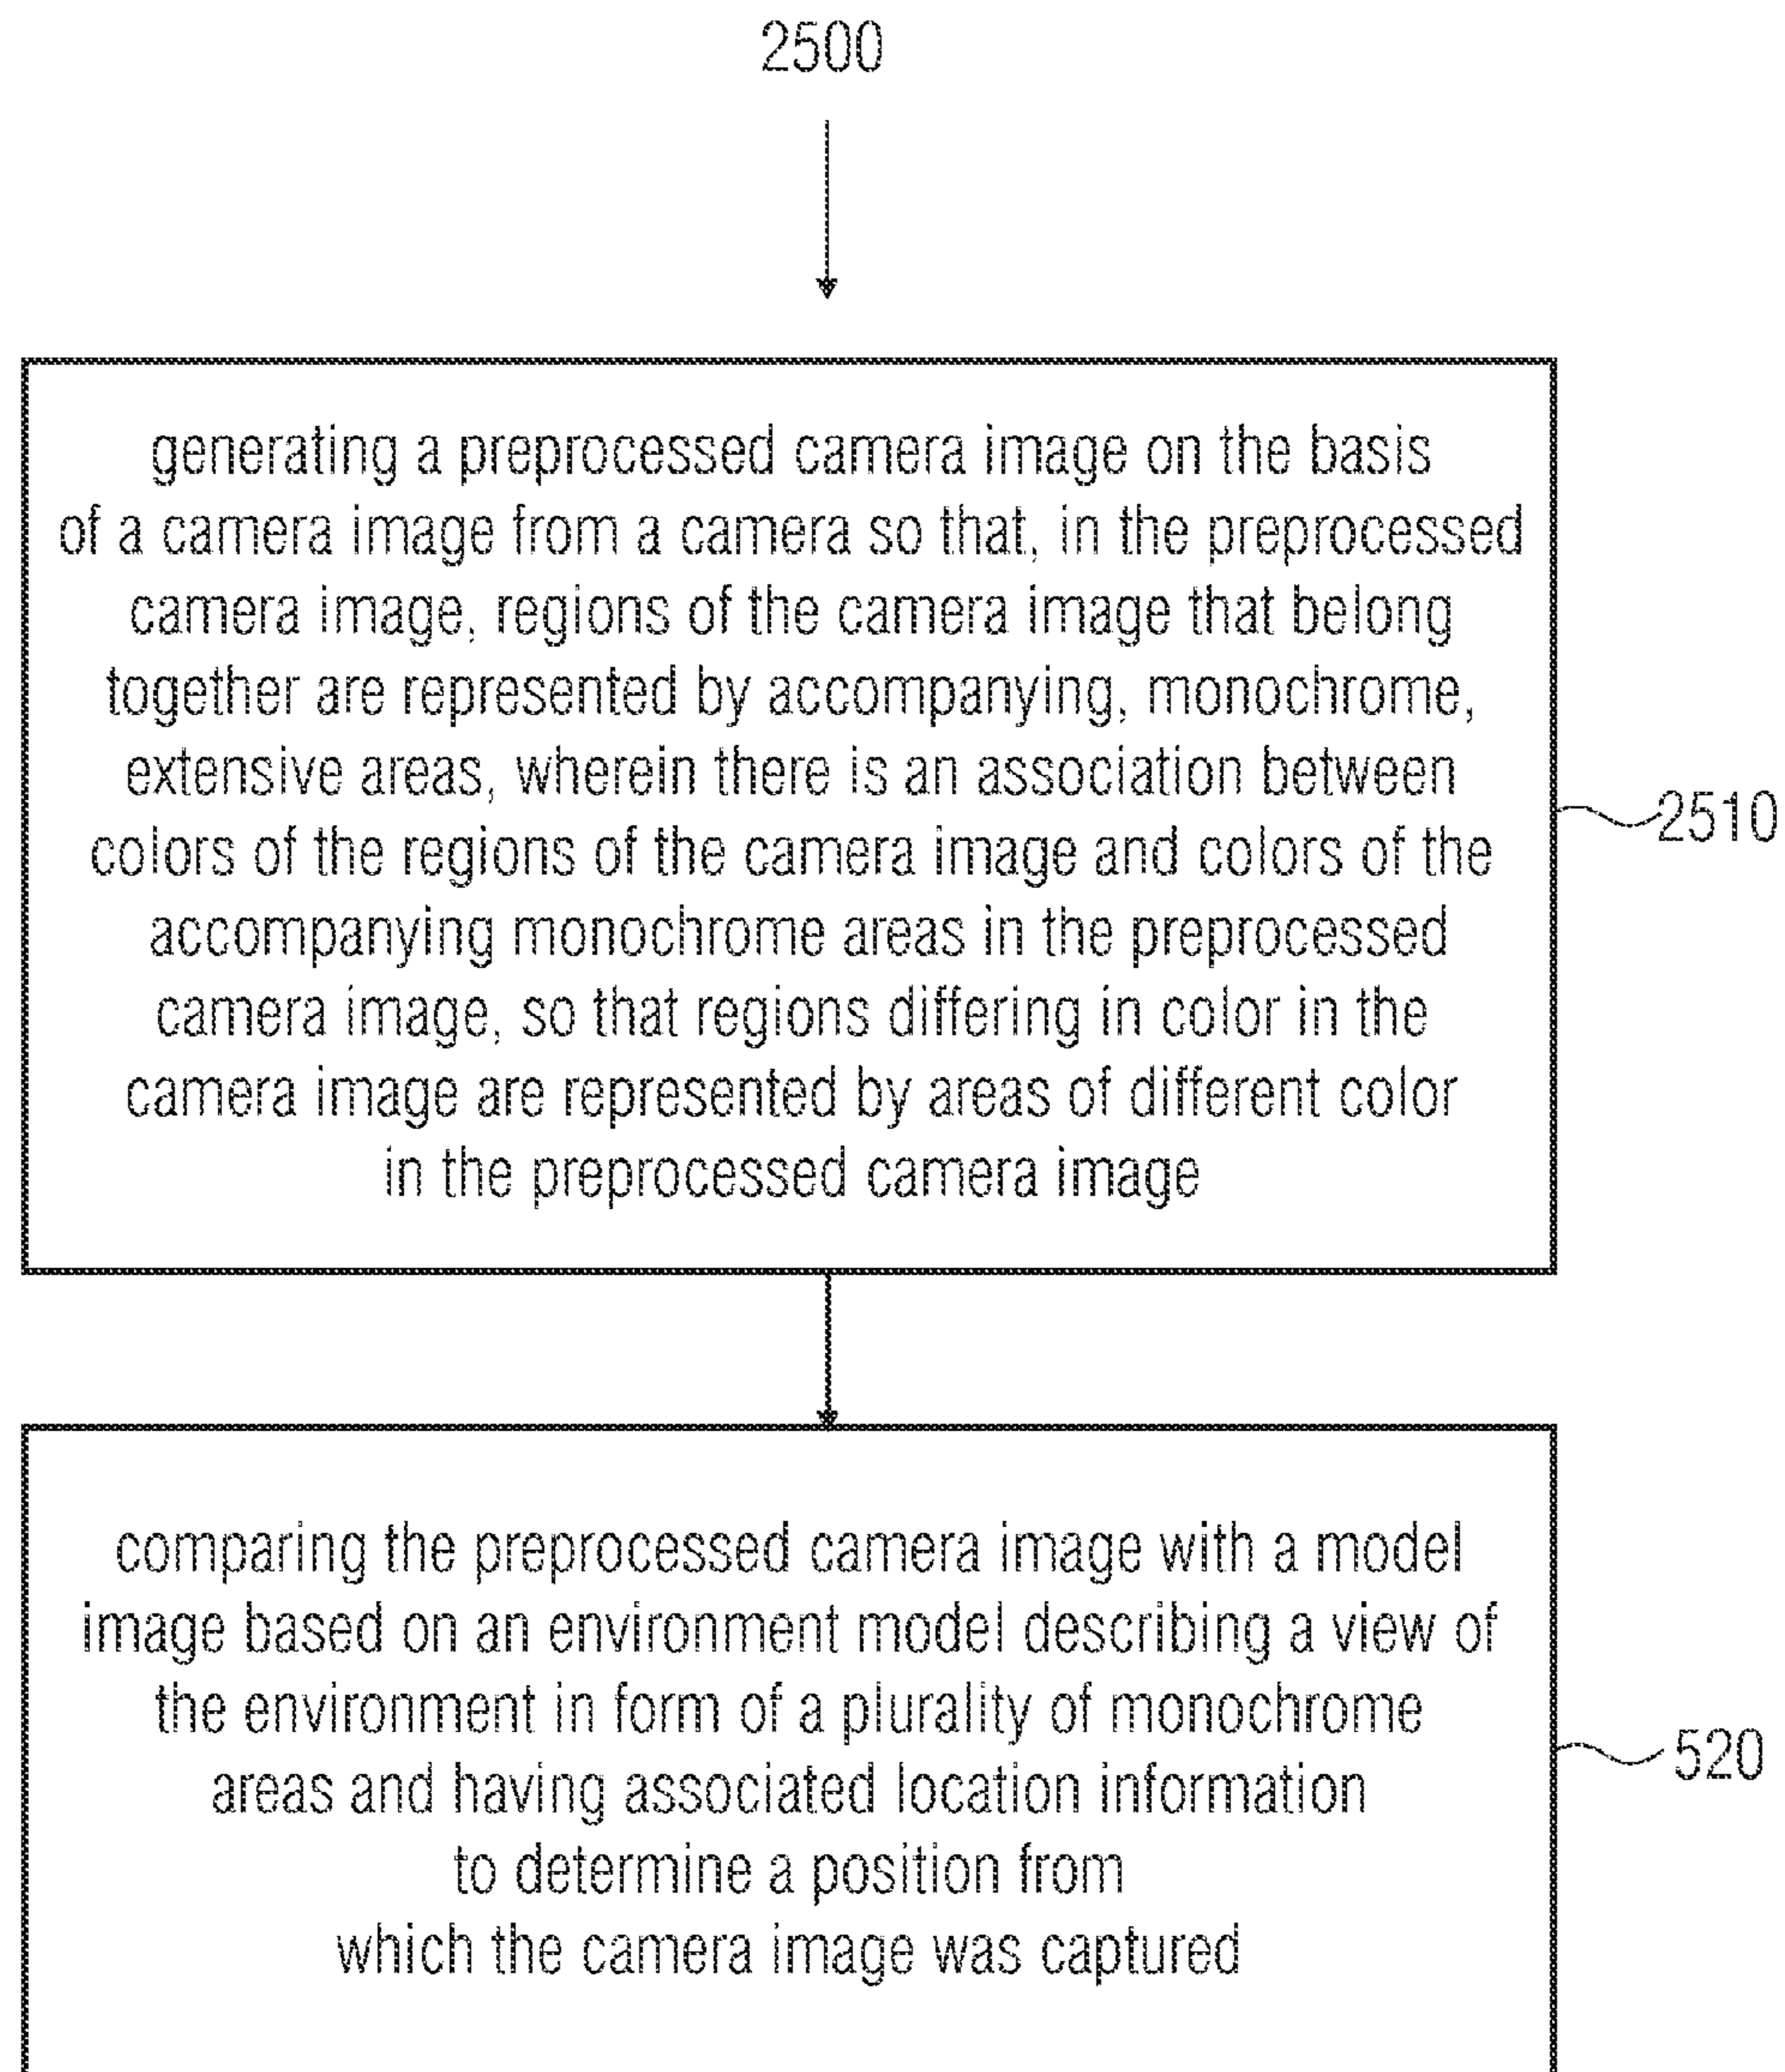 2500
generating a preprocessed camera image on the basis
of a camera image from a camera so that, in the preprocessed
camera image, regions of the camera image that belong
together are represented by accompanying, monochrome,
extensive areas, wherein there is an association between
colors of the regions of the camera image and colors of the
accompanying monochrome areas in the preprocessed
camera image, so that regions differing in color in the
camera image are represented by areas of different color
in the preprocessed camera image
2510
comparing the preprocessed camera image with a model
image based on an environment model describing a view of
the environment in form of a plurality of monochrome
areas and having associated location information
to determine a position from
which the camera image was captured
520